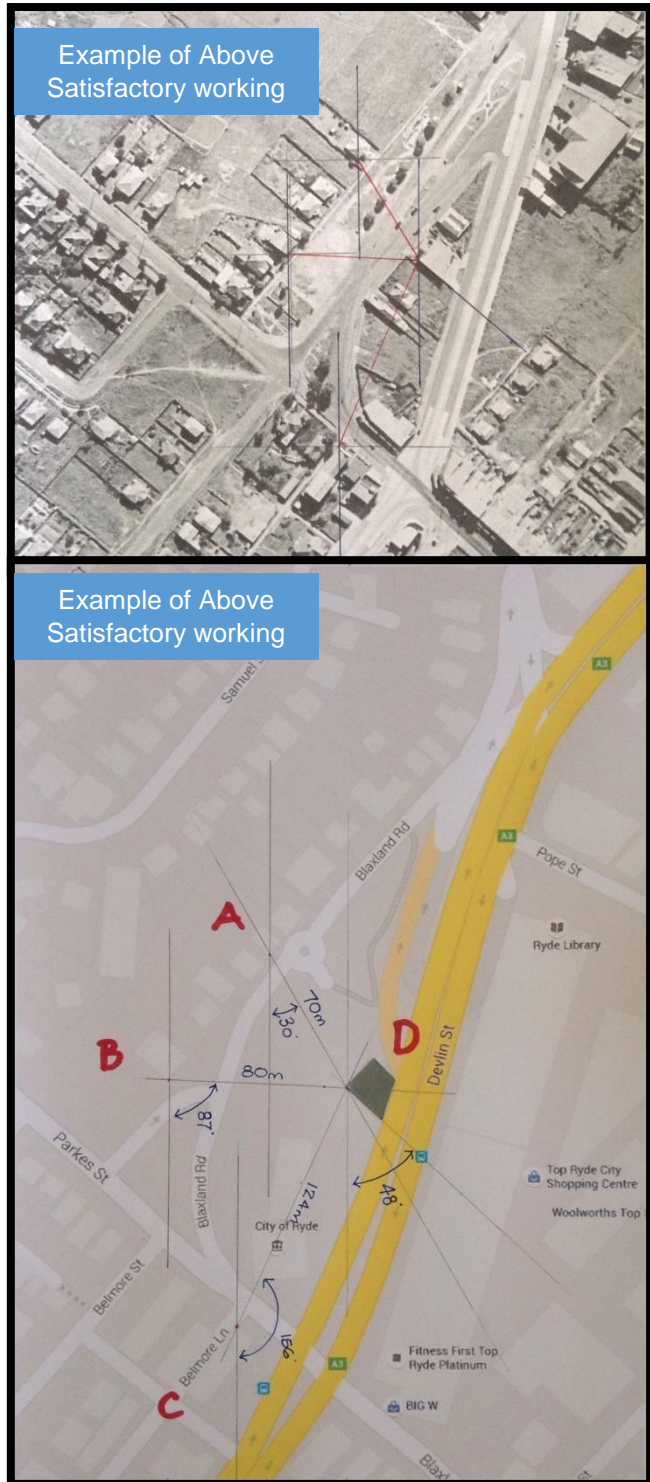 Example of Above
Satisfactory working
Example of Above
Satisfactory working
A3
Blaxland Rd
A3
Pope St
Ryde Library
A
70m
30°
D
Devlin St
B
80m
87°
Parkes St
Blaxland Rd
124m
48°
Top Ryde City
Shopping Centre
Woolworths Top
City of Ryde
Belmore St
156°
Belmore Ln
Fitness First Top
Ryde Platinum
A3
C
BIG W